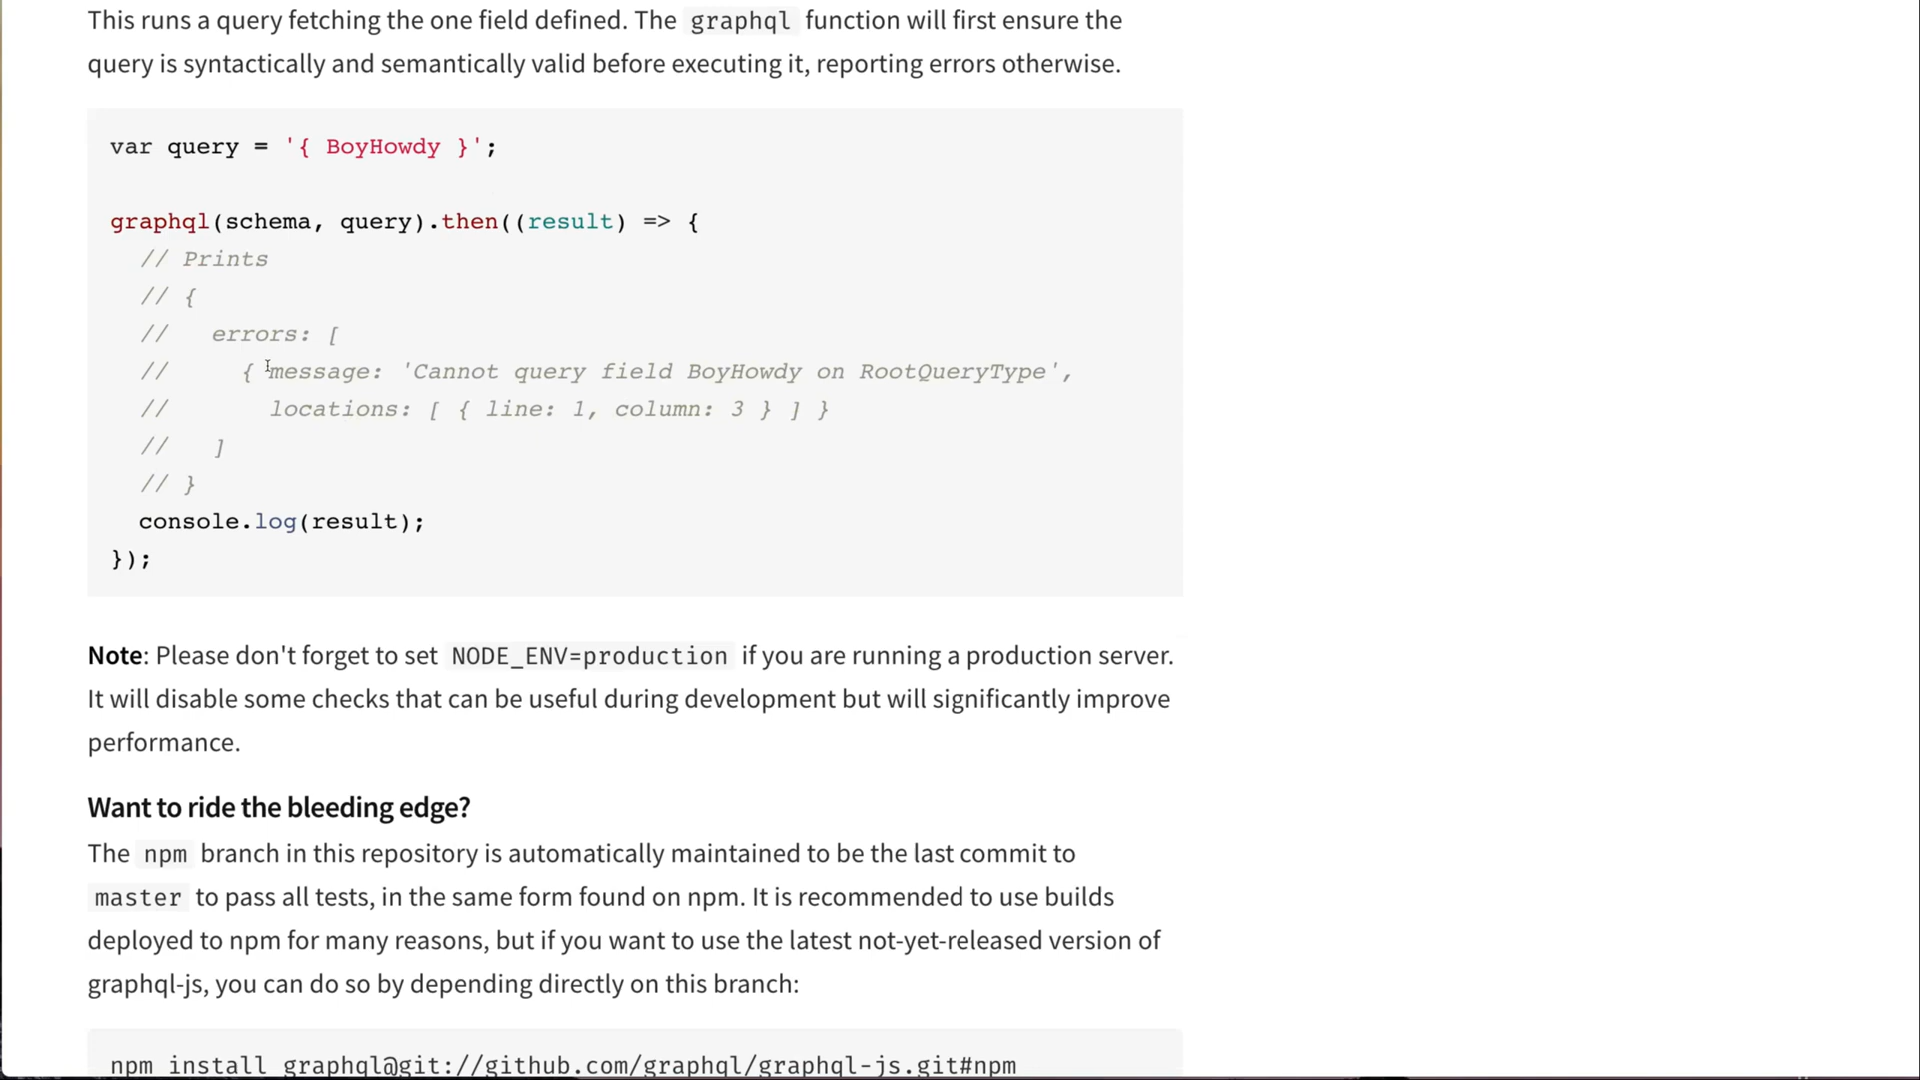 This runs a query fetching the one field defined. The graphql function will first ensure the
query is syntactically and semantically valid before executing it, reporting errors otherwise.
var query = '{ BoyHowdy }';
graphql(schema, query).then((result) => {
// Prints
// {
//   errors: [
//     { message: 'Cannot query field BoyHowdy on RootQueryType',
//       locations: [ { line: 1, column: 3 } ] }
//   ]
// }
console.log(result);
});
Note: Please don't forget to set NODE_ENV=production if you are running a production server.
It will disable some checks that can be useful during development but will significantly improve
performance.
Want to ride the bleeding edge?
The npm branch in this repository is automatically maintained to be the last commit to
master to pass all tests, in the same form found on npm. It is recommended to use builds
deployed to npm for many reasons, but if you want to use the latest not-yet-released version of
graphql-js, you can do so by depending directly on this branch:
npm install graphql@git://github.com/graphql/graphql-js.git#npm